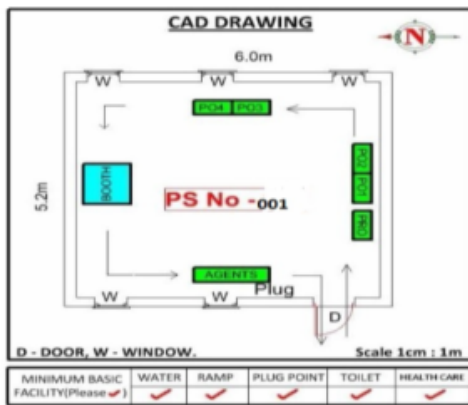 CAD DRAWING
N
6.0m
W W W
PO4 PO3
5.2m
BOOTH
PO2
PO1
PRO
PS No -001
AGENTS
Plug
W W
D
D - DOOR, W - WINDOW. Scale 1cm : 1m
MINIMUM BASIC FACILITY(Please ✓) WATER RAMP PLUG POINT TOILET HEALTH CARE
✓ ✓ ✓ ✓ ✓